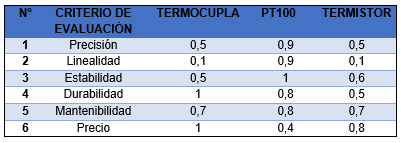 N° CRITERIO DE EVALUACIÓN TERMOCUPLA PT100 TERMISTOR
1 Precisión 0,5 0,9 0,5
2 Linealidad 0,1 0,9 0,1
3 Estabilidad 0,5 1 0,6
4 Durabilidad 1 0,8 0,5
5 Mantenibilidad 0,7 0,8 0,7
6 Precio 1 0,4 0,8